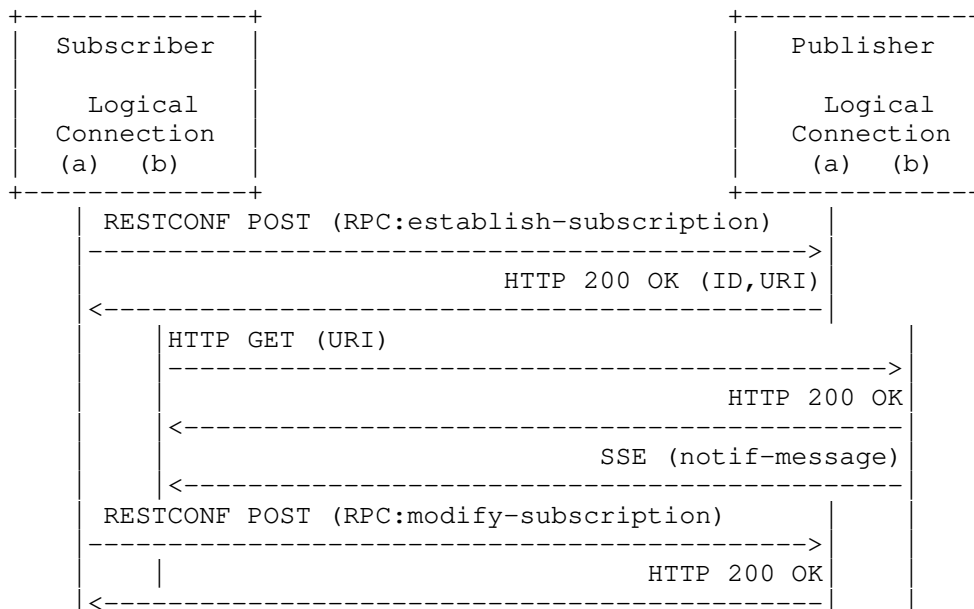 Subscriber Publisher
Logical Logical
Connection Connection
(a) (b) (a) (b)
RESTCONF POST (RPC:establish-subscription)
HTTP 200 OK (ID,URI)
HTTP GET (URI)
HTTP 200 OK
SSE (notif-message)
RESTCONF POST (RPC:modify-subscription)
HTTP 200 OK